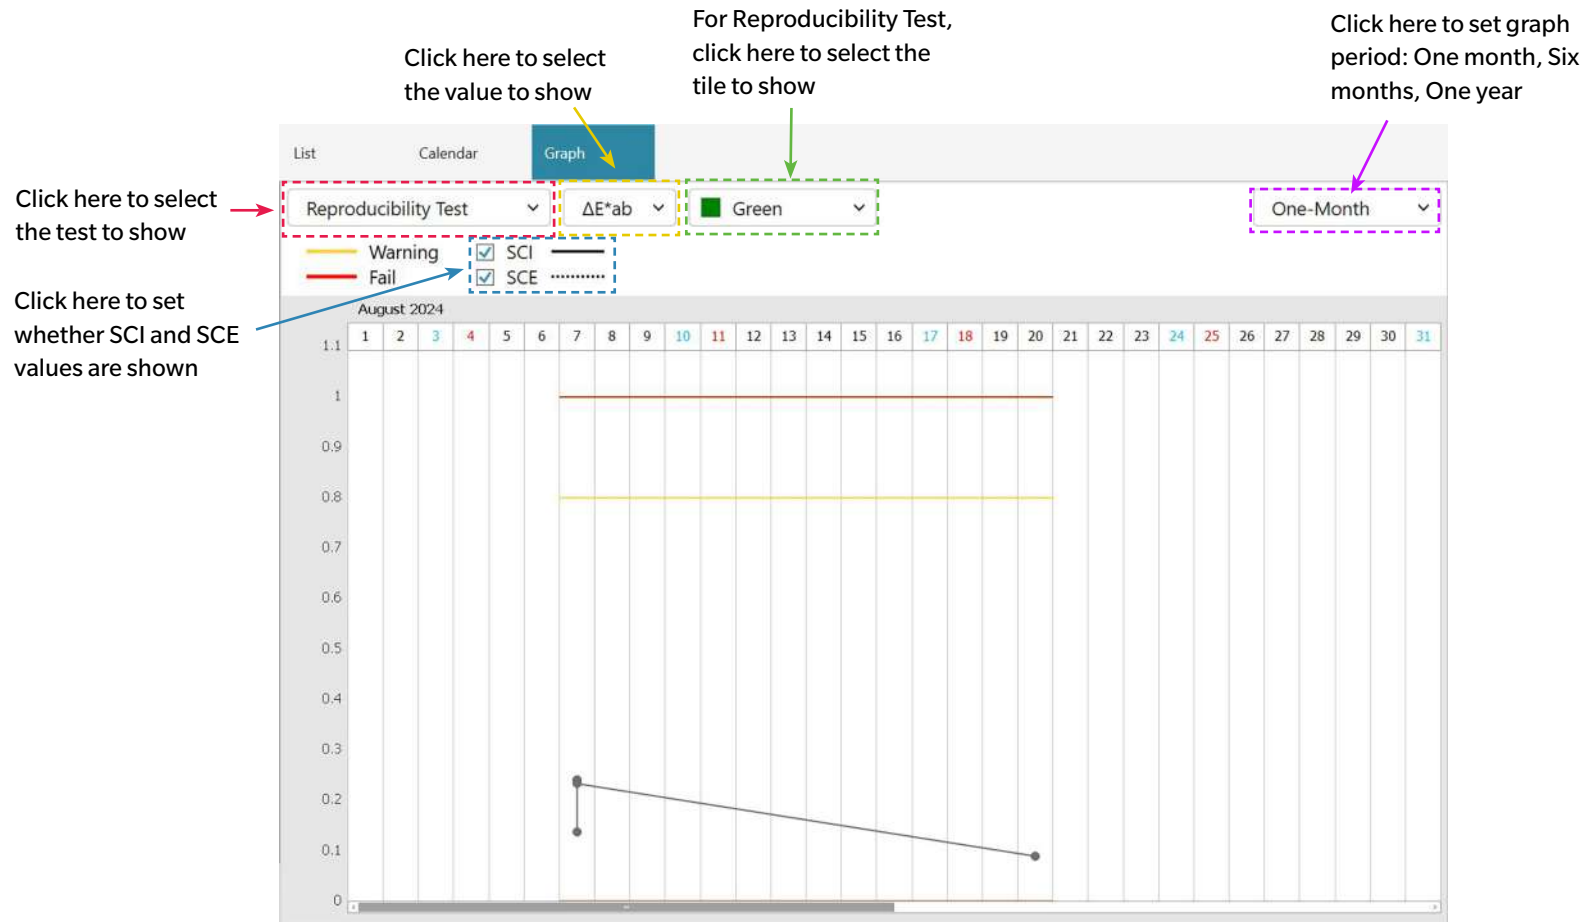 For Reproducibility Test,
click here to select the
tile to show
Click here to set graph
period: One month, Six
months, One year
Click here to select
the value to show
List
Calendar
Graph
Click here to select
the test to show
Reproducibility Test
ΔE*ab
Green
One-Month
Warning
SCI
Fail
SCE
Click here to set
whether SCI and SCE
values are shown
August 2024
1 2 3 4 5 6 7 8 9 10 11 12 13 14 15 16 17 18 19 20 21 22 23 24 25 26 27 28 29 30 31
1.1
1
0.9
0.8
0.7
0.6
0.5
0.4
0.3
0.2
0.1
0